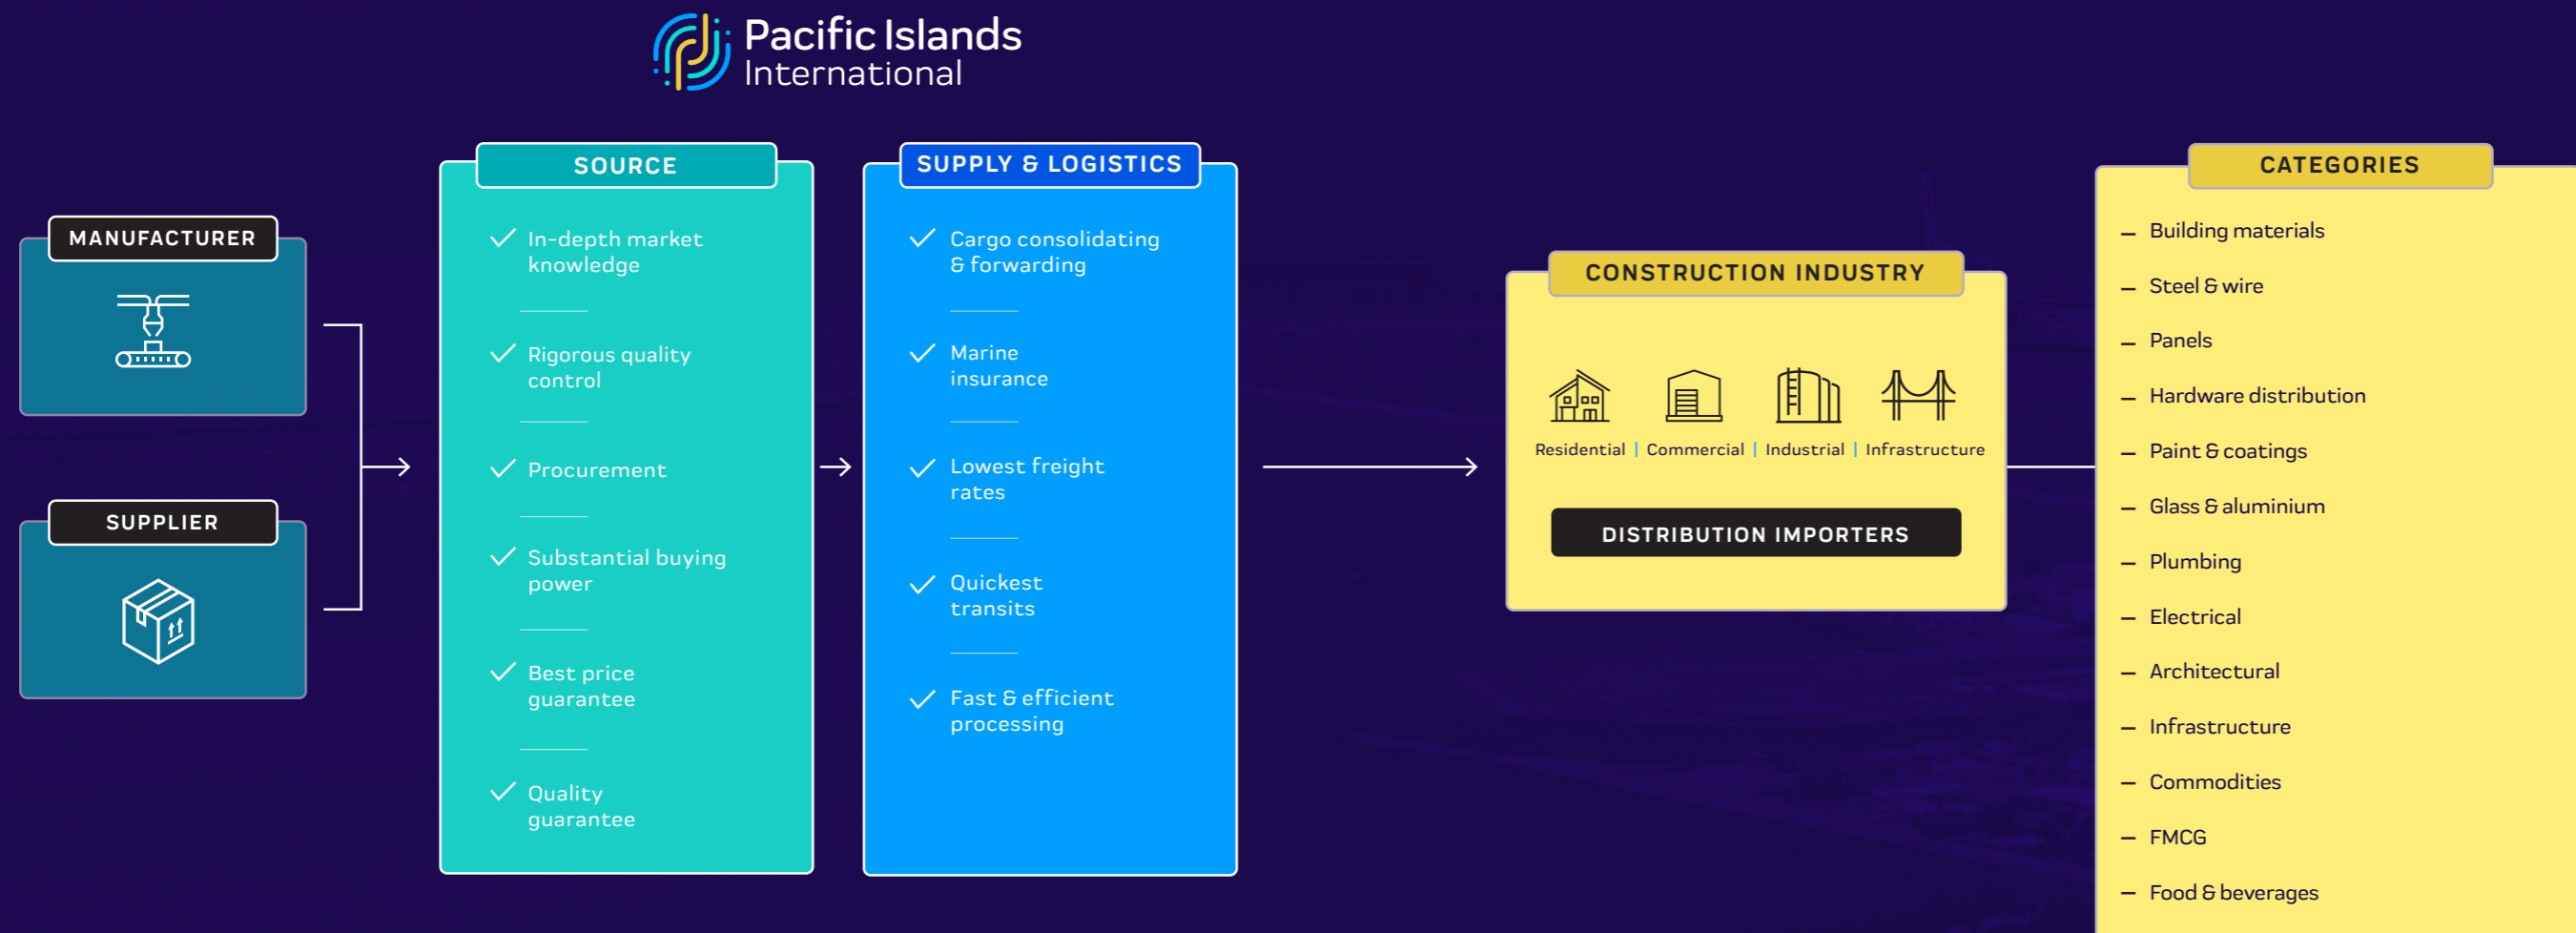 Pacific Islands
International
MANUFACTURER
SUPPLIER
SOURCE
In-depth market
knowledge
Rigorous quality
control
Procurement
Substantial buying
power
Best price
guarantee
Quality
guarantee
SUPPLY & LOGISTICS
Cargo consolidating
& forwarding
Marine
insurance
Lowest freight
rates
Quickest
transits
Fast & efficient
processing
CONSTRUCTION INDUSTRY
Residential | Commercial | Industrial | Infrastructure
DISTRIBUTION IMPORTERS
CATEGORIES
– Building materials
– Steel & wire
– Panels
– Hardware distribution
– Paint & coatings
– Glass & aluminium
– Plumbing
– Electrical
– Architectural
– Infrastructure
– Commodities
– FMCG
– Food & beverages